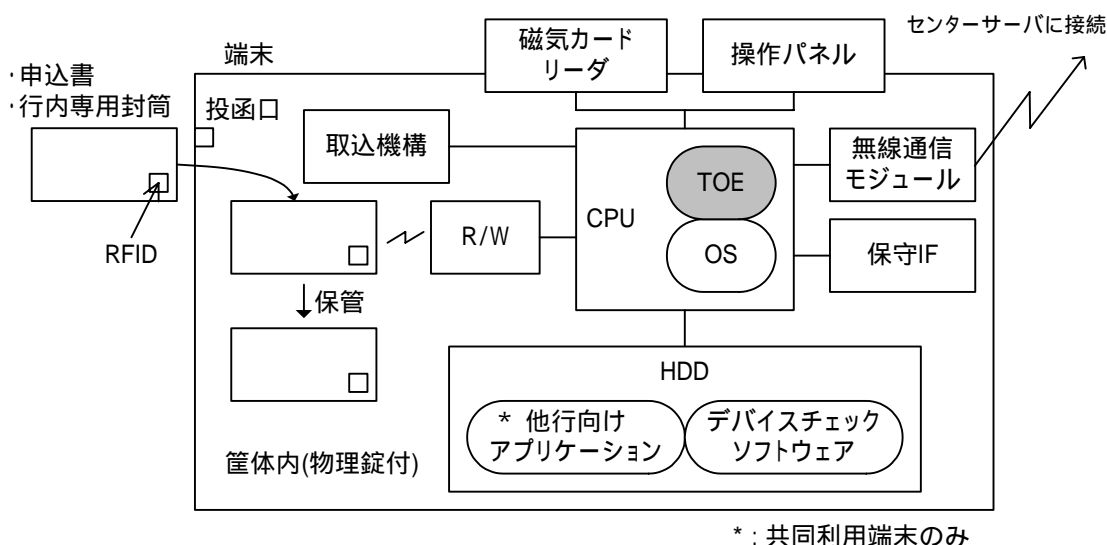 センターサーバに接続
磁気カード
リーダ
操作パネル
端末
・申込書
・行内専用封筒
投函口
取込機構
無線通信
モジュール
TOE
CPU
R/W
OS
保守IF
RFID
保管
HDD
* 他行向け
アプリケーション
デバイスチェック
ソフトウェア
筐体内(物理錠付)
* : 共同利用端末のみ